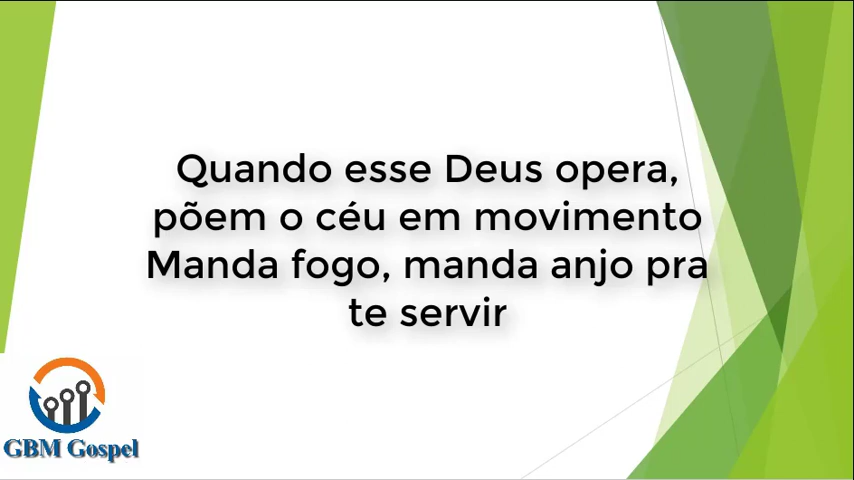 Quando esse Deus opera,
põem o céu em movimento
Manda fogo, manda anjo pra
te servir
GBM Gospel